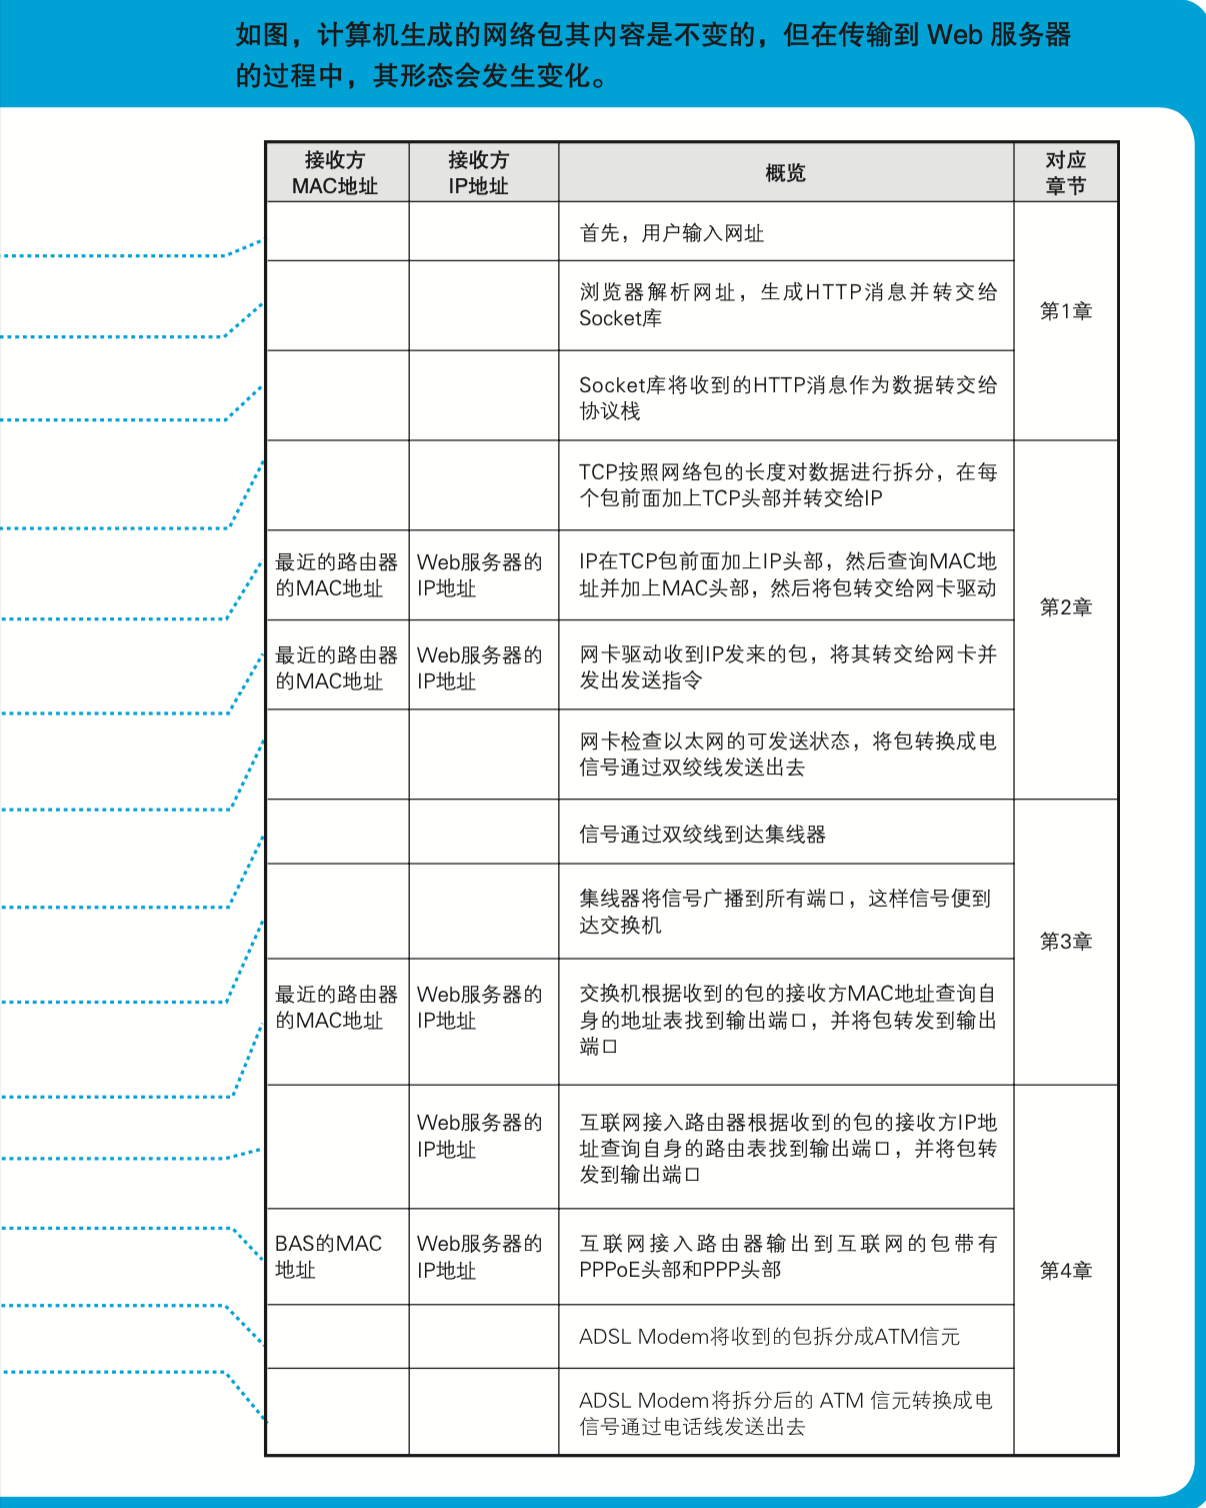 如图，计算机生成的网络包其内容是不变的，但在传输到 Web 服务器
的过程中，其形态会发生变化。
接收方
MAC地址
接收方
IP地址
概览
对应
章节
首先，用户输入网址
浏览器解析网址，生成HTTP消息并转交给
Socket库
Socket库将收到的HTTP消息作为数据转交给
协议栈
第1章
TCP按照网络包的长度对数据进行拆分，在每
个包前面加上TCP头部并转交给IP
最近的路由器
的MAC地址
Web服务器的
IP地址
IP在TCP包前面加上IP头部，然后查询MAC地
址并加上MAC头部，然后将包转交给网卡驱动
最近的路由器
的MAC地址
Web服务器的
IP地址
网卡驱动收到IP发来的包，将其转交给网卡并
发出发送指令
网卡检查以太网的可发送状态，将包转换成电
信号通过双绞线发送出去
第2章
信号通过双绞线到达集线器
集线器将信号广播到所有端口，这样信号便到
达交换机
最近的路由器
的MAC地址
Web服务器的
IP地址
交换机根据收到的包的接收方MAC地址查询自
身的地址表找到输出端口，并将包转发到输出
端口
第3章
Web服务器的
IP地址
互联网接入路由器根据收到的包的接收方IP地
址查询自身的路由表找到输出端口，并将包转
发到输出端口
BAS的MAC
地址
Web服务器的
IP地址
互联网接入路由器输出到互联网的包带有
PPPoE头部和PPP头部
ADSL Modem将收到的包拆分成ATM信元
ADSL Modem将拆分后的 ATM 信元转换成电
信号通过电话线发送出去
第4章